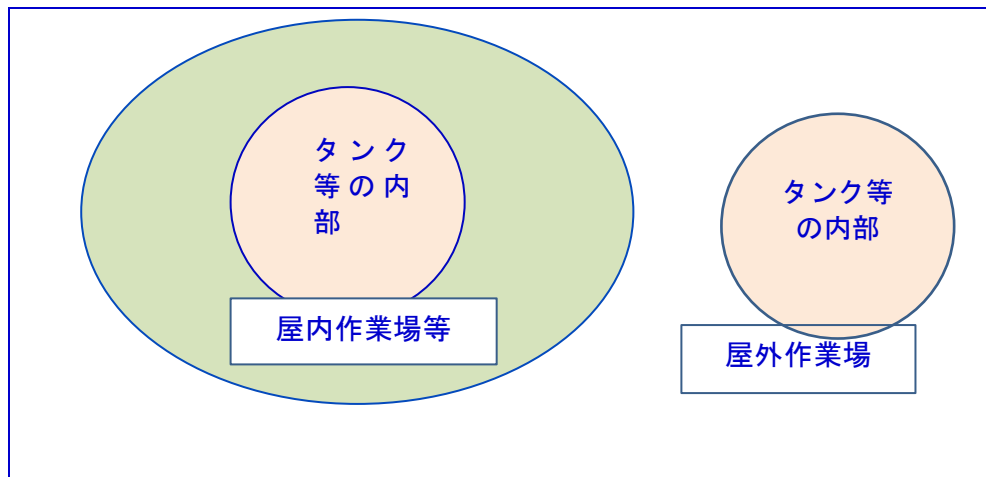 タンク
等の内
部
屋内作業場等
タンク等
の内部
屋外作業場